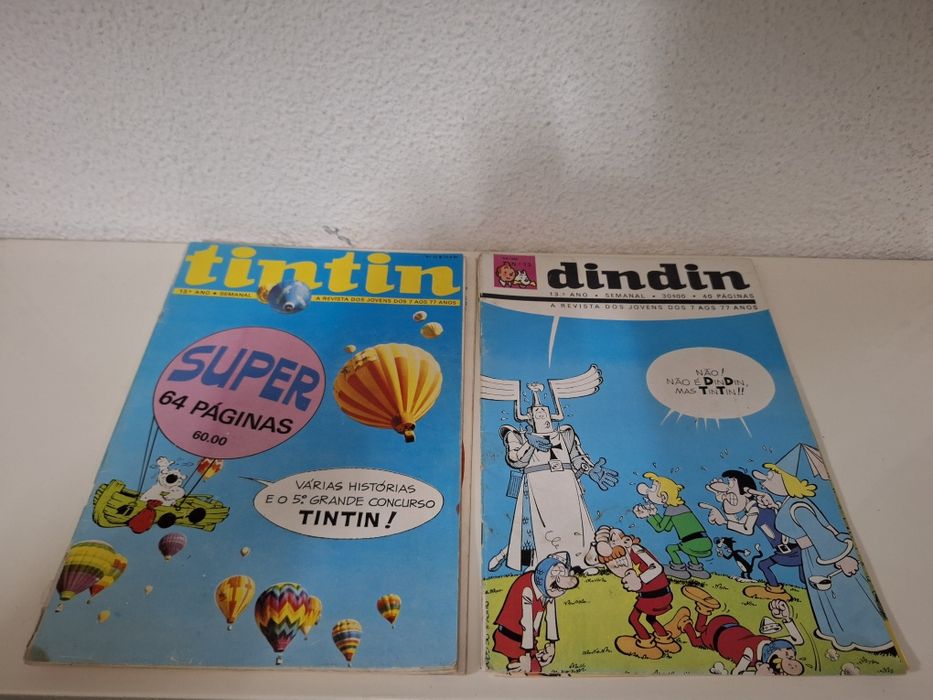 tintin
13.º ANO • SEMANAL
A REVISTA DOS JOVENS DOS 7 AOS 77 ANOS
SUPER
64 PÁGINAS
60.00
VÁRIAS HISTÓRIAS
E O 5.º GRANDE CONCURSO
TINTIN!
dindin
13.º ANO • SEMANAL • 30$00 • 40 PÁGINAS
A REVISTA DOS JOVENS DOS 7 AOS 77 ANOS
NÃO!
NÃO É DINDIN,
MAS TINTIN!!